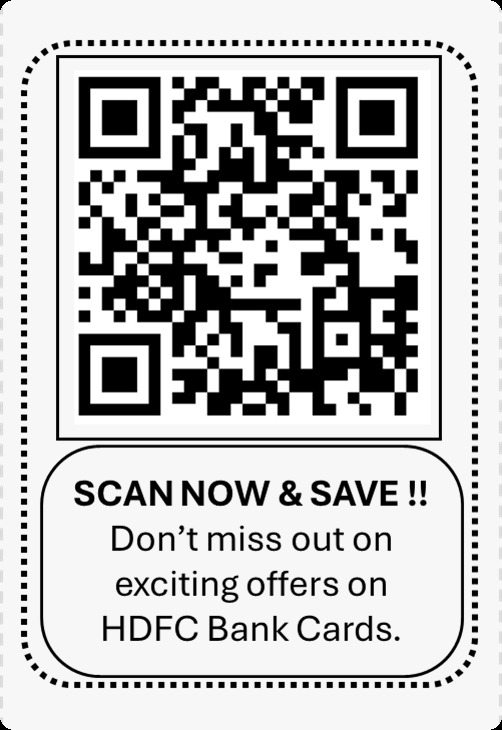 SCAN NOW & SAVE !!
Don’t miss out on
exciting offers on
HDFC Bank Cards.